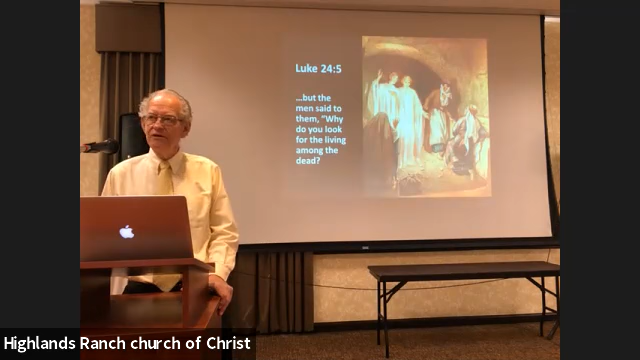 Luke 24:5
...but the
men said to
them, "Why
do you look
for the living
among the
dead?
Highlands Ranch church of Christ